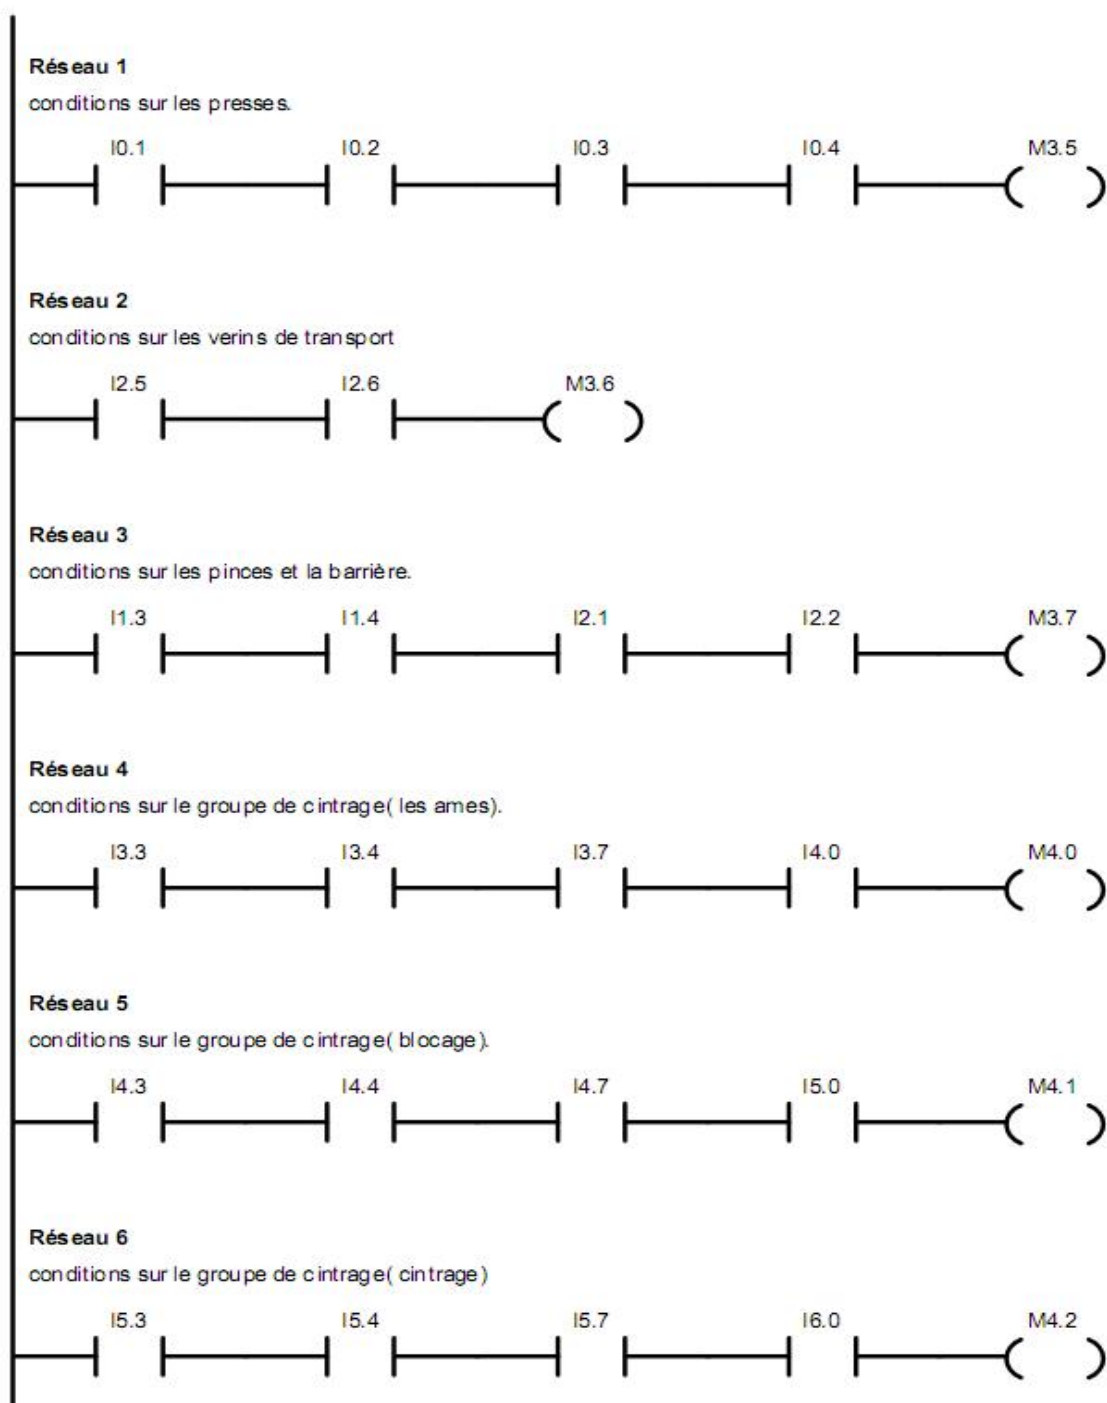 Réseau 1
conditions sur les presses.
I0.1 I0.2 I0.3 I0.4 M3.5
Réseau 2
conditions sur les verins de transport
I2.5 I2.6 M3.6
Réseau 3
conditions sur les pinces et la barrière.
I1.3 I1.4 I2.1 I2.2 M3.7
Réseau 4
conditions sur le groupe de cintrage( les ames).
I3.3 I3.4 I3.7 I4.0 M4.0
Réseau 5
conditions sur le groupe de cintrage( blocage).
I4.3 I4.4 I4.7 I5.0 M4.1
Réseau 6
conditions sur le groupe de cintrage( cintrage)
I5.3 I5.4 I5.7 I6.0 M4.2